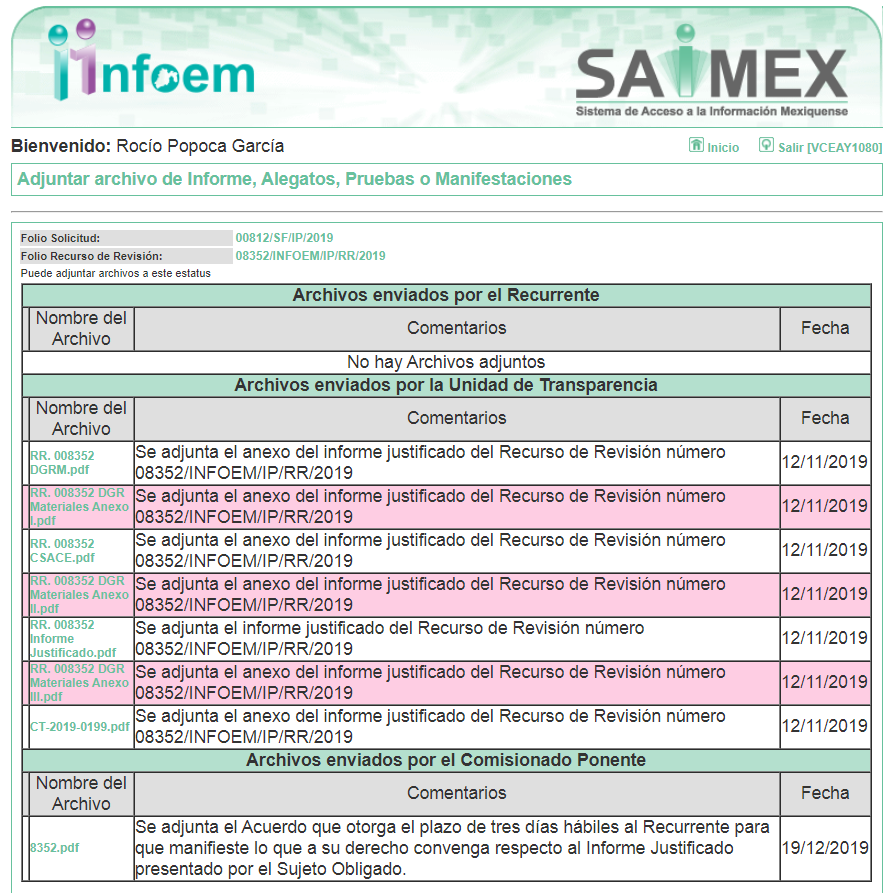 infoem
SAIMEX
Sistema de Acceso a la Información Mexiquense
Bienvenido: Rocío Popoca García
Inicio
Salir [VCEAY1080]
Adjuntar archivo de Informe, Alegatos, Pruebas o Manifestaciones
Folio Solicitud: 00812/SF/IP/2019
Folio Recurso de Revisión: 08352/INFOEM/IP/RR/2019
Puede adjuntar archivos a este estatus
Archivos enviados por el Recurrente
Nombre del
Archivo
Comentarios
Fecha
No hay Archivos adjuntos
Archivos enviados por la Unidad de Transparencia
Nombre del
Archivo
Comentarios
Fecha
RR. 008352
DGRM.pdf
Se adjunta el anexo del informe justificado del Recurso de Revisión número
08352/INFOEM/IP/RR/2019
12/11/2019
RR. 008352 DGR
Materiales Anexo
I.pdf
Se adjunta el anexo del informe justificado del Recurso de Revisión número
08352/INFOEM/IP/RR/2019
12/11/2019
RR. 008352
CSACE.pdf
Se adjunta el anexo del informe justificado del Recurso de Revisión número
08352/INFOEM/IP/RR/2019
12/11/2019
RR. 008352 DGR
Materiales Anexo
II.pdf
Se adjunta el anexo del informe justificado del Recurso de Revisión número
08352/INFOEM/IP/RR/2019
12/11/2019
RR. 008352
Informe
Justificado.pdf
Se adjunta el informe justificado del Recurso de Revisión número
08352/INFOEM/IP/RR/2019
12/11/2019
RR. 008352 DGR
Materiales Anexo
III.pdf
Se adjunta el anexo del informe justificado del Recurso de Revisión número
08352/INFOEM/IP/RR/2019
12/11/2019
CT-2019-0199.pdf
Se adjunta el anexo del informe justificado del Recurso de Revisión número
08352/INFOEM/IP/RR/2019
12/11/2019
Archivos enviados por el Comisionado Ponente
Nombre del
Archivo
Comentarios
Fecha
8352.pdf
Se adjunta el Acuerdo que otorga el plazo de tres días hábiles al Recurrente para
que manifieste lo que a su derecho convenga respecto al Informe Justificado
presentado por el Sujeto Obligado.
19/12/2019